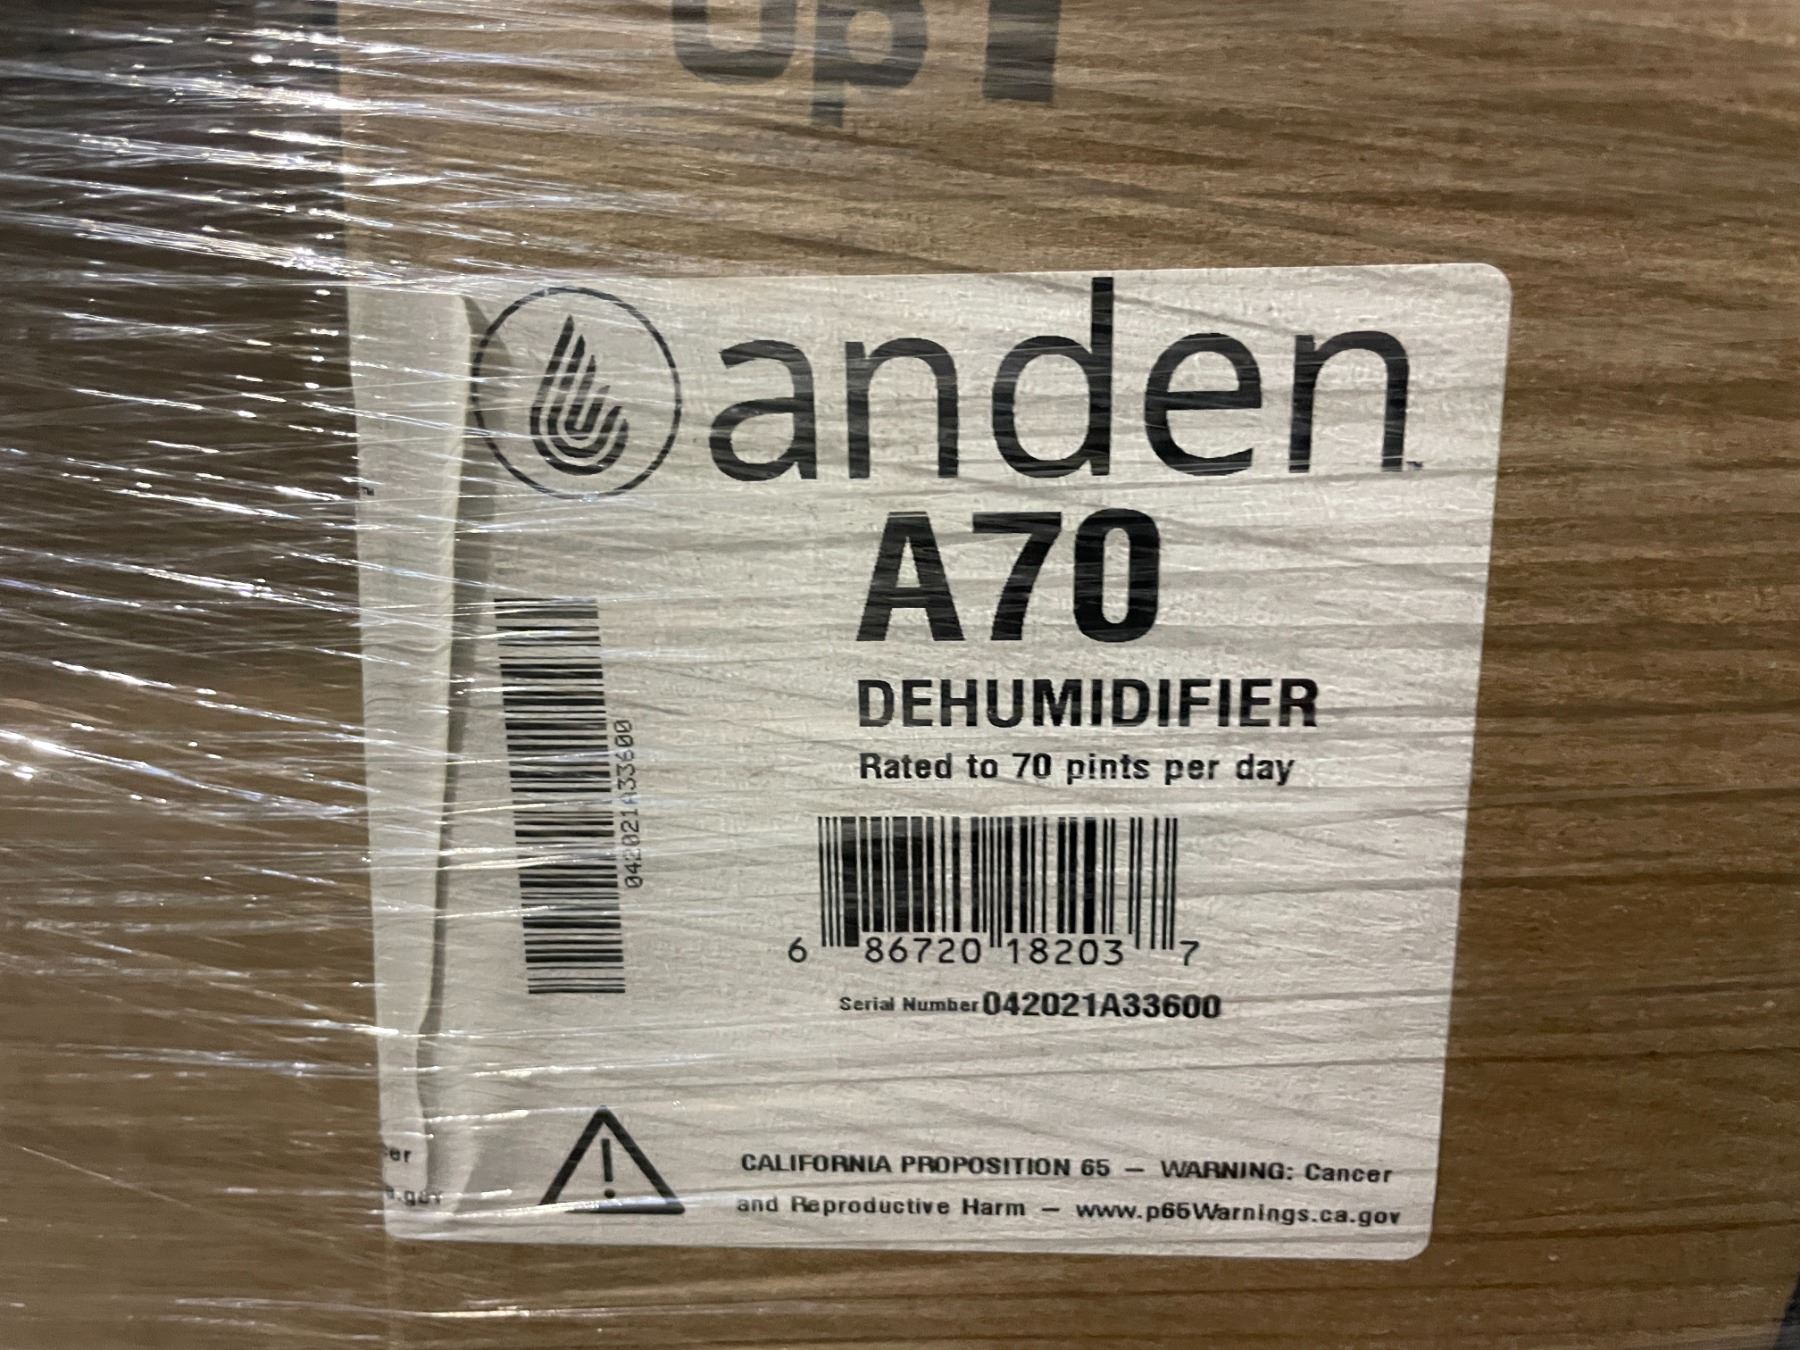 Up
anden
A70
DEHUMIDIFIER
Rated to 70 pints per day
042021A33600
6 86720 18203 7
Serial Number 042021A33600
CALIFORNIA PROPOSITION 65 – WARNING: Cancer
and Reproductive Harm – www.p65Warnings.ca.gov